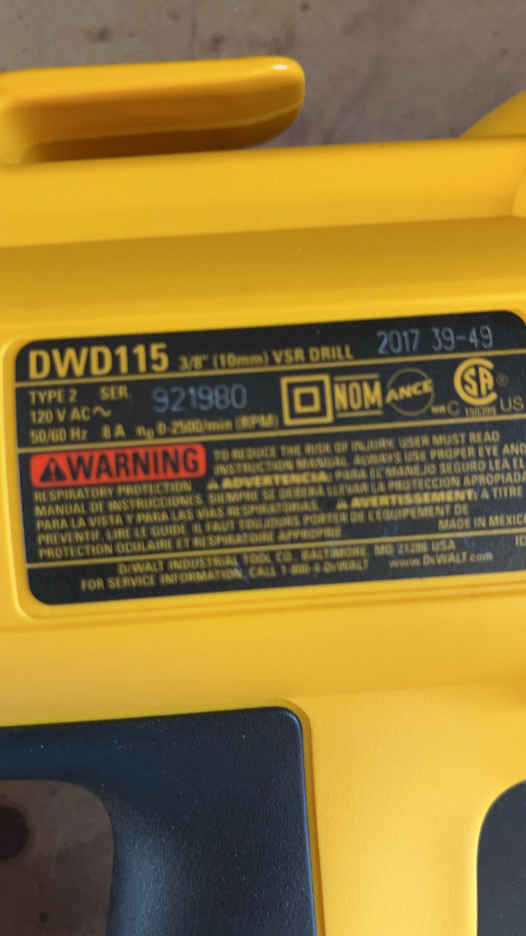 DWD115 3/8" (10mm) VSR DRILL 2017 39-49
TYPE 2 SER. 921980 NOM ANCE SA
120 V AC~ C 150395 US
50/60 Hz 8 A n0 0-2500/min (RPM)
⚠WARNING TO REDUCE THE RISK OF INJURY, USER MUST READ
INSTRUCTION MANUAL. ALWAYS USE PROPER EYE AND
RESPIRATORY PROTECTION. ⚠ ADVERTENCIA: PARA EL MANEJO SEGURO LEA EL
MANUAL DE INSTRUCCIONES. SIEMPRE SE DEBERÁ LLEVAR LA PROTECCIÓN APROPIADA
PARA LA VISTA Y PARA LAS VIAS RESPIRATORIAS. ⚠ AVERTISSEMENT: À TITRE
PRÉVENTIF, LIRE LE GUIDE. IL FAUT TOUJOURS PORTER DE L'ÉQUIPEMENT DE
PROTECTION OCULAIRE ET RESPIRATOIRE APPROPRIÉ. MADE IN MEXICO
DeWALT INDUSTRIAL TOOL CO., BALTIMORE, MD 21286 USA
FOR SERVICE INFORMATION, CALL 1-800-4-DeWALT www.DeWALT.com